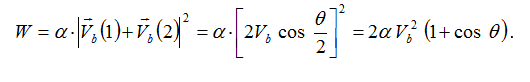 W = α·|V⃗_b(1)+V⃗_b(2)|² = α·[2V_b cos θ/2]² = 2αV_b² (1+cos θ).